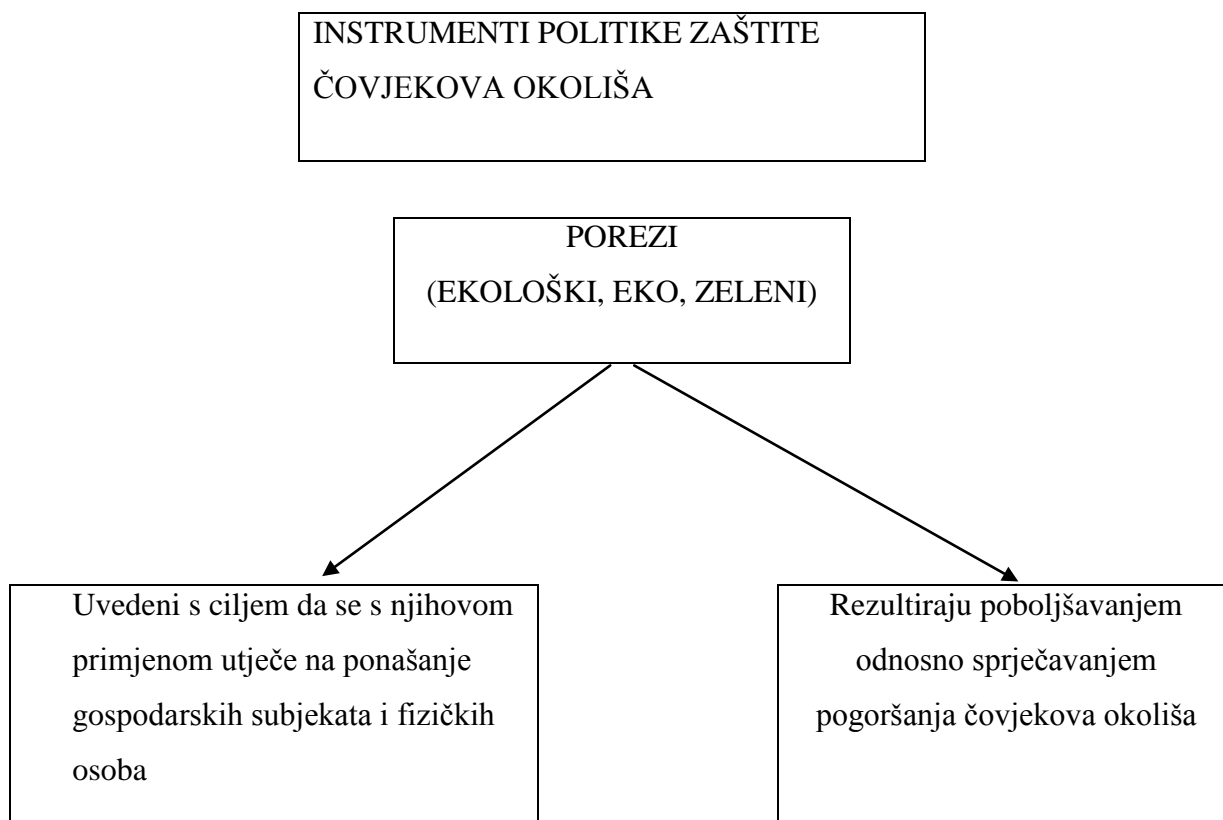 INSTRUMENTI POLITIKE ZAŠTITE
ČOVJEKOVA OKOLIŠA
POREZI
(EKOLOŠKI, EKO, ZELENI)
Uvedeni s ciljem da se s njihovom
primjenom utječe na ponašanje
gospodarskih subjekata i fizičkih
osoba
Rezultiraju poboljšavanjem
odnosno sprječavanjem
pogoršanja čovjekova okoliša